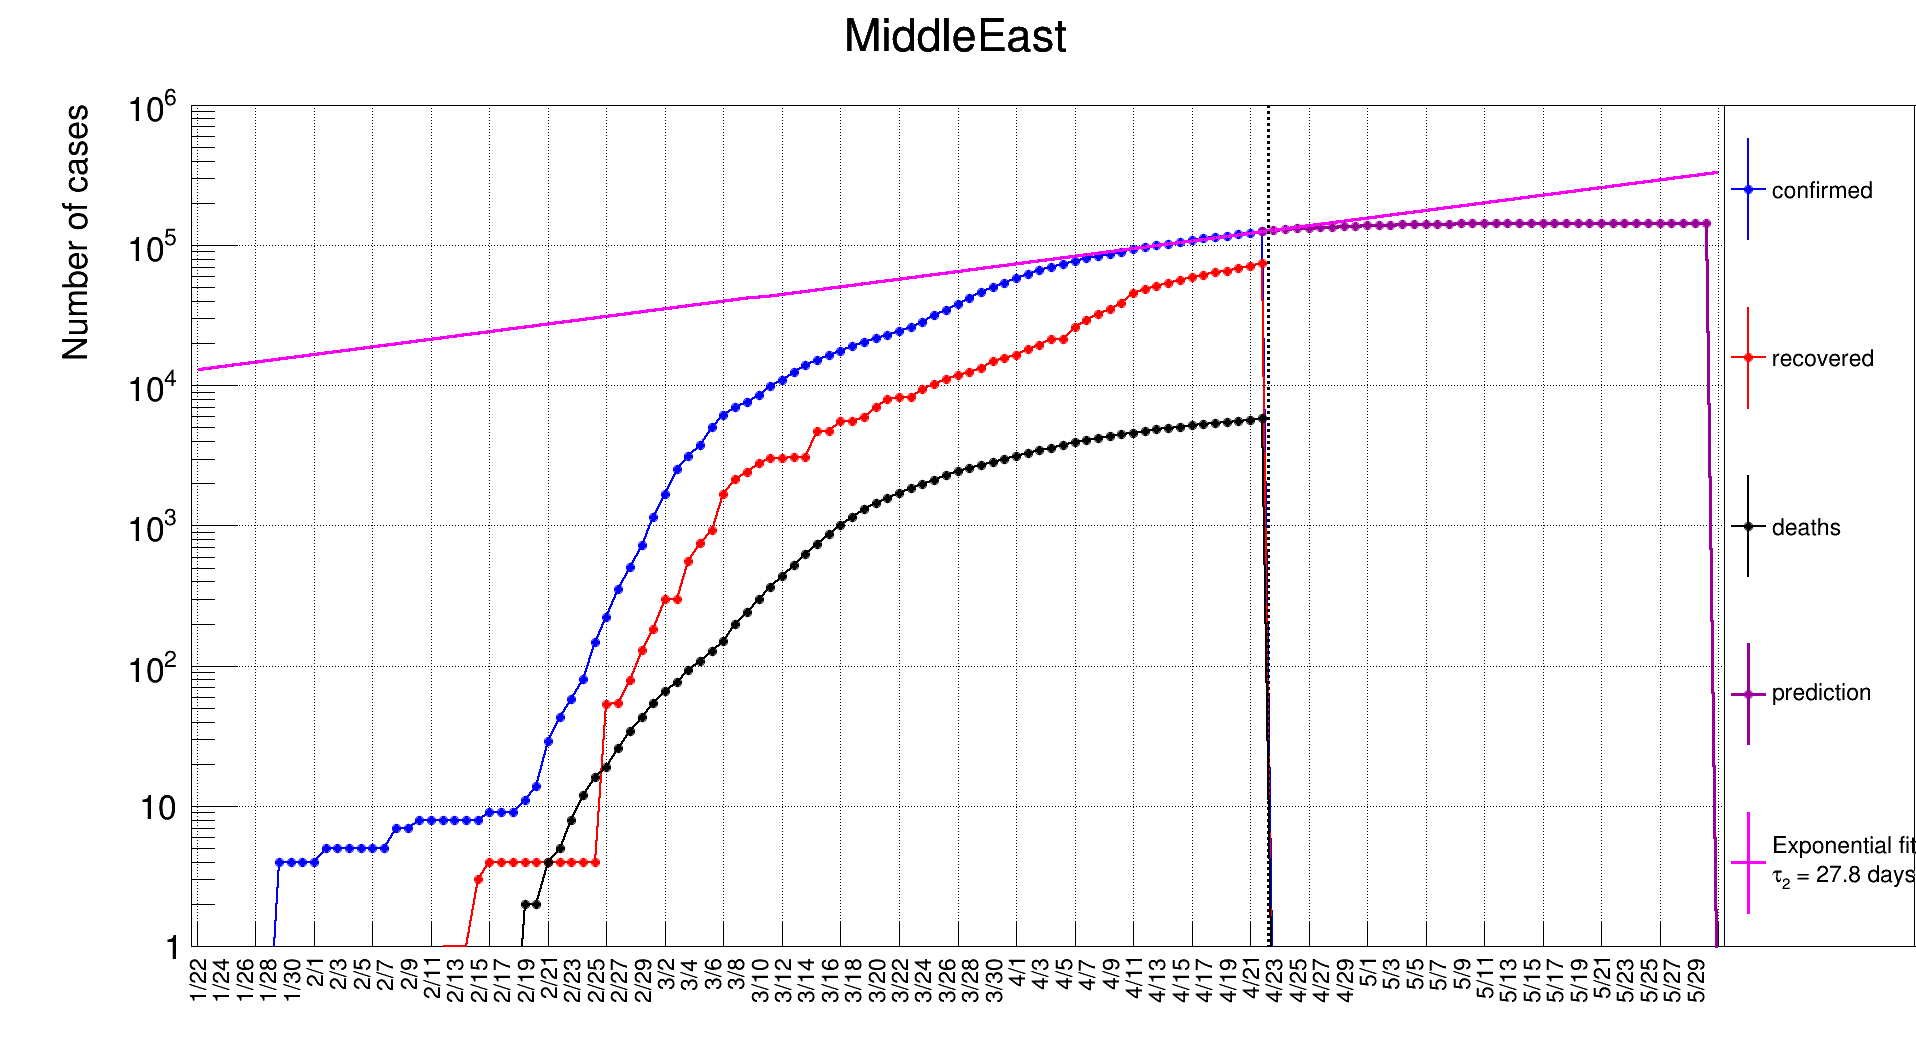 MiddleEast
Number of cases
10^6
10^5
10^4
10^3
10^2
10
1
1/22 1/24 1/26 1/28 1/30 2/1 2/3 2/5 2/7 2/9 2/11 2/13 2/15 2/17 2/19 2/21 2/23 2/25 2/27 2/29 3/2 3/4 3/6 3/8 3/10 3/12 3/14 3/16 3/18 3/20 3/22 3/24 3/26 3/28 3/30 4/1 4/3 4/5 4/7 4/9 4/11 4/13 4/15 4/17 4/19 4/21 4/23 4/25 4/27 4/29 5/1 5/3 5/5 5/7 5/9 5/11 5/13 5/15 5/17 5/19 5/21 5/23 5/25 5/27 5/29
confirmed
recovered
deaths
prediction
Exponential fit
τ₂ = 27.8 days